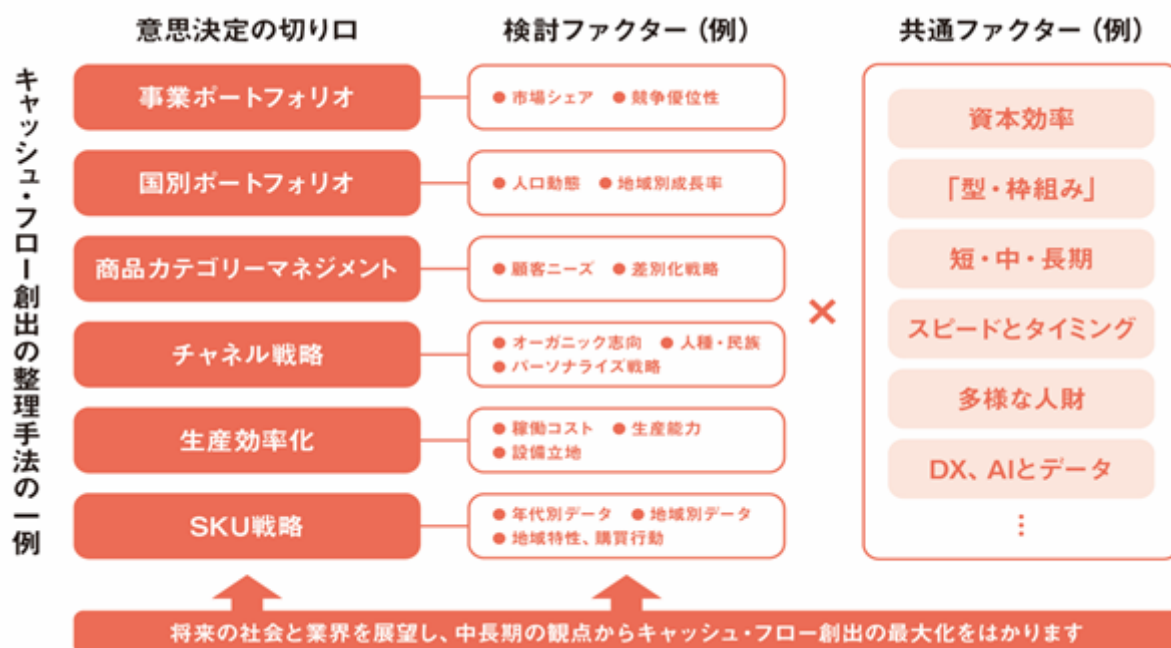 意思決定の切り口
検討ファクター（例）
共通ファクター（例）
キャッシュ・フロー創出の整理手法の一例
事業ポートフォリオ
●市場シェア ●競争優位性
国別ポートフォリオ
●人口動態 ●地域別成長率
商品カテゴリーマネジメント
●顧客ニーズ ●差別化戦略
チャネル戦略
●オーガニック志向 ●人種・民族
●パーソナライズ戦略
生産効率化
●稼働コスト ●生産能力
●設備立地
SKU戦略
●年代別データ ●地域別データ
●地域特性、購買行動
×
資本効率
「型・枠組み」
短・中・長期
スピードとタイミング
多様な人財
DX、AIとデータ
⋮
将来の社会と業界を展望し、中長期の観点からキャッシュ・フロー創出の最大化をはかります